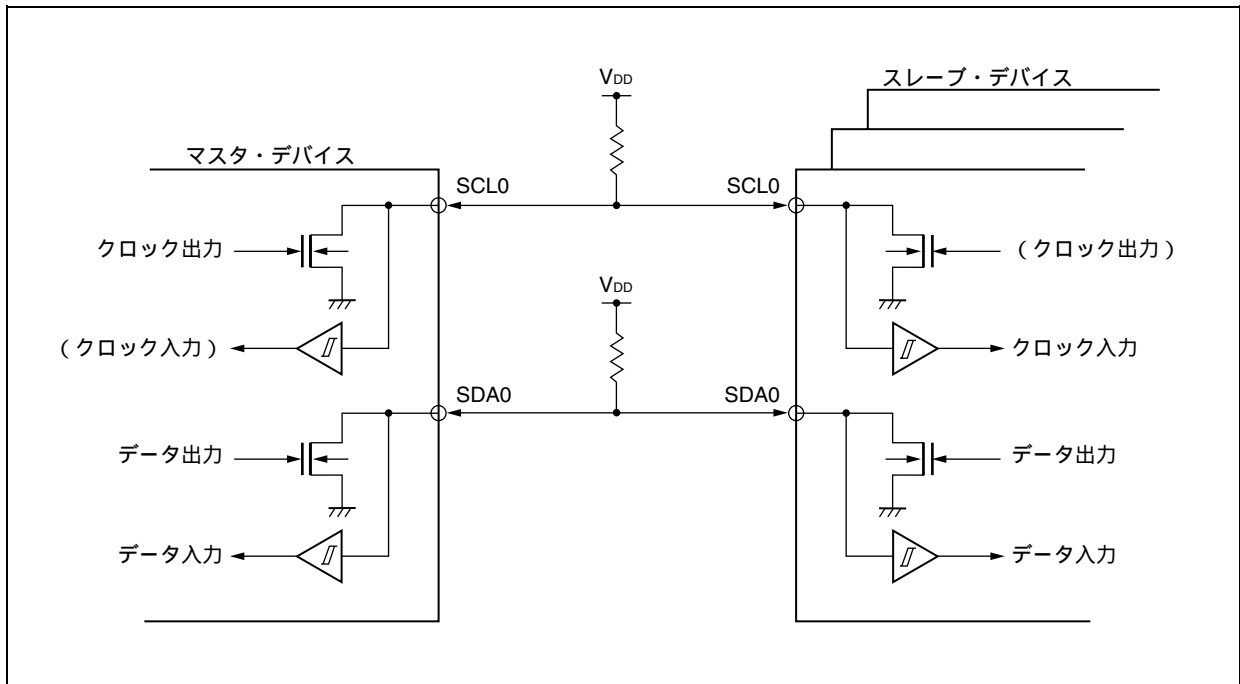 スレーブ・デバイス
VDD
マスタ・デバイス
SCL0
SCL0
クロック出力
(クロック出力)
VDD
(クロック入力)
クロック入力
SDA0
SDA0
データ出力
データ出力
データ入力
データ入力